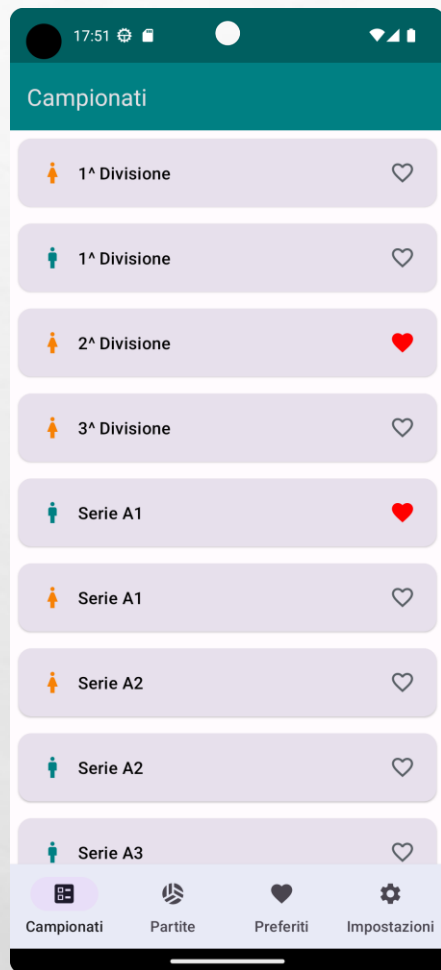 17:51
Campionati
1^ Divisione
1^ Divisione
2^ Divisione
3^ Divisione
Serie A1
Serie A1
Serie A2
Serie A2
Serie A3
Campionati Partite Preferiti Impostazioni